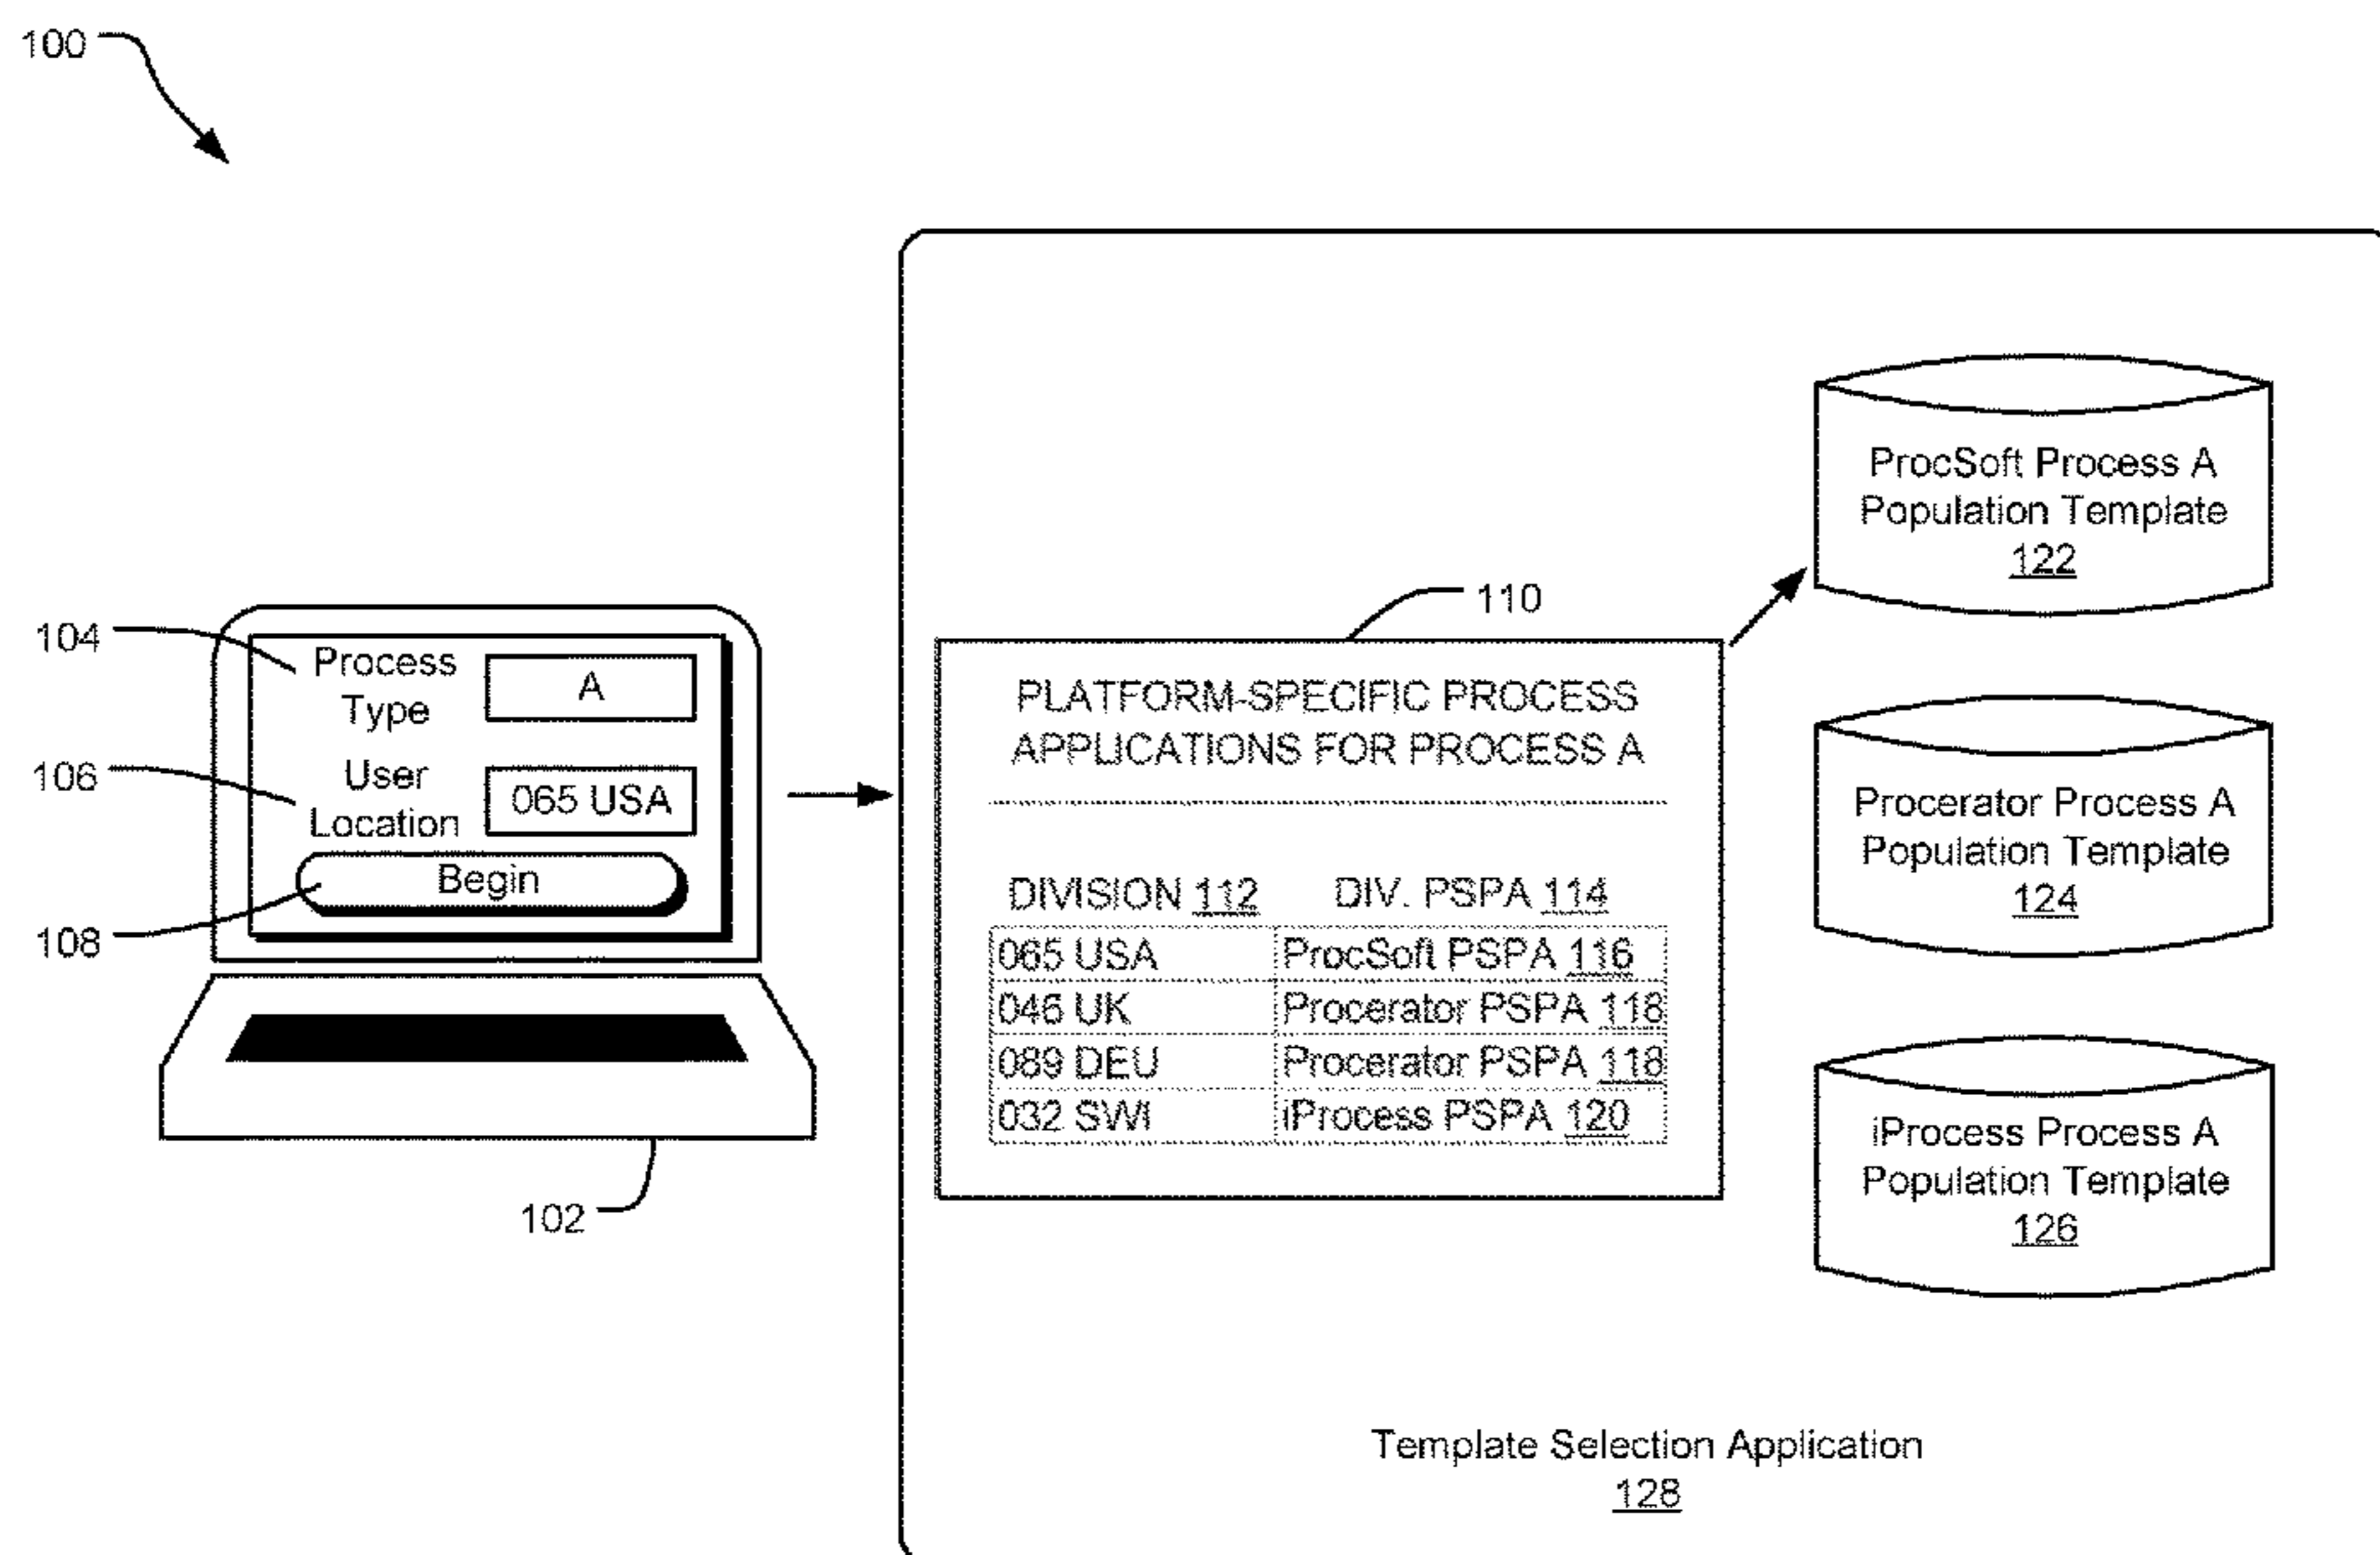 100
104
Process
Type
A
106
User
Location
065 USA
Begin
108
102
110
PLATFORM-SPECIFIC PROCESS
APPLICATIONS FOR PROCESS A
DIVISION 112 DIV. PSPA 114
065 USA ProcSoft PSPA 116
046 UK Procerator PSPA 118
089 DEU Procerator PSPA 118
032 SWI iProcess PSPA 120
ProcSoft Process A
Population Template
122
Procerator Process A
Population Template
124
iProcess Process A
Population Template
126
Template Selection Application
128